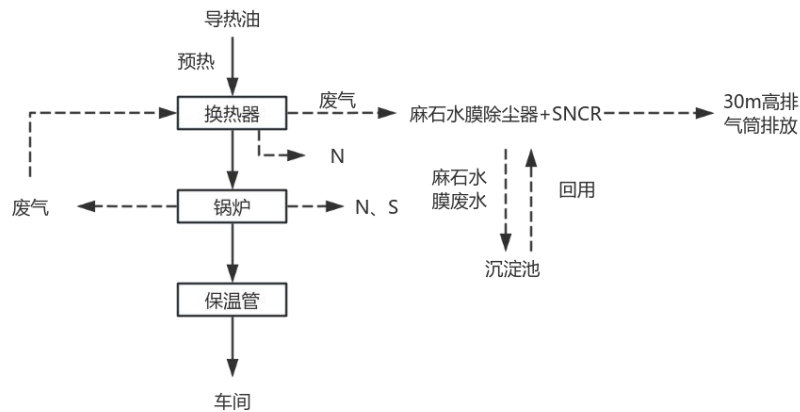 导热油
预热
换热器
废气
麻石水膜除尘器+SNCR
30m高排
气筒排放
N
麻石水
膜废水
回用
废气
锅炉
N、S
沉淀池
保温管
车间